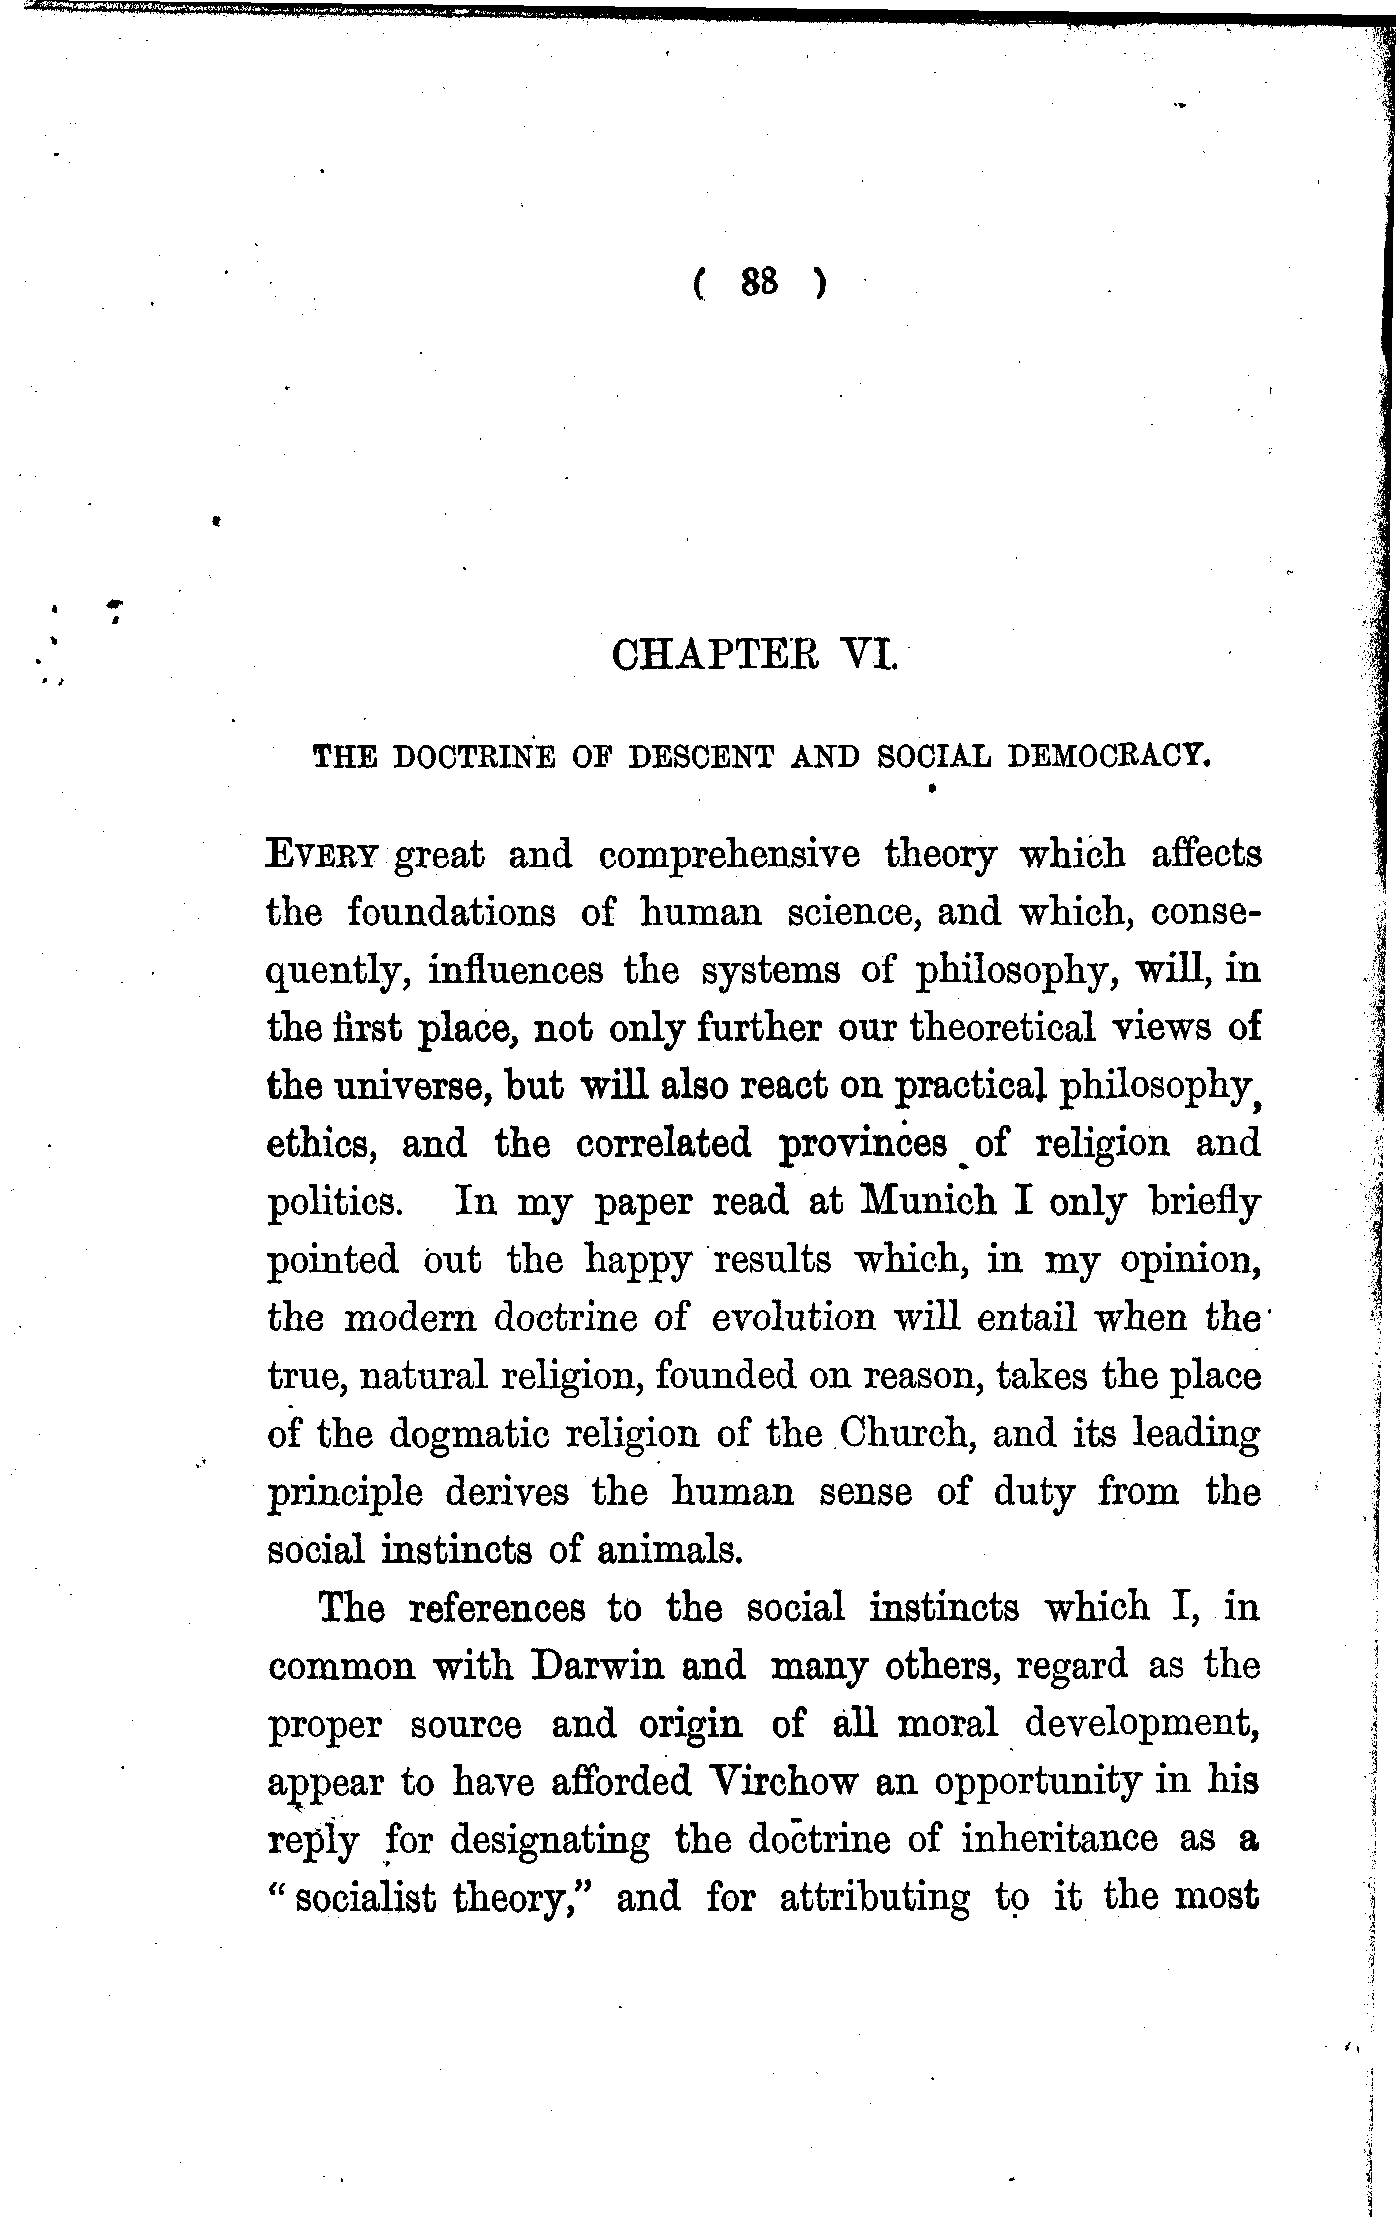 ( 88 )
CHAPTER VI.
THE DOCTRINE OF DESCENT AND SOCIAL DEMOCRACY.
EVERY great and comprehensive theory which affects
the foundations of human science, and which, conse-
quently, influences the systems of philosophy, will, in
the first place, not only further our theoretical views of
the universe, but will also react on practical philosophy,
ethics, and the correlated provinces of religion and
politics. In my paper read at Munich I only briefly
pointed out the happy results which, in my opinion,
the modern doctrine of evolution will entail when the
true, natural religion, founded on reason, takes the place
of the dogmatic religion of the Church, and its leading
principle derives the human sense of duty from the
social instincts of animals.
The references to the social instincts which I, in
common with Darwin and many others, regard as the
proper source and origin of all moral development,
appear to have afforded Virchow an opportunity in his
reply for designating the doctrine of inheritance as a
“socialist theory,” and for attributing to it the most